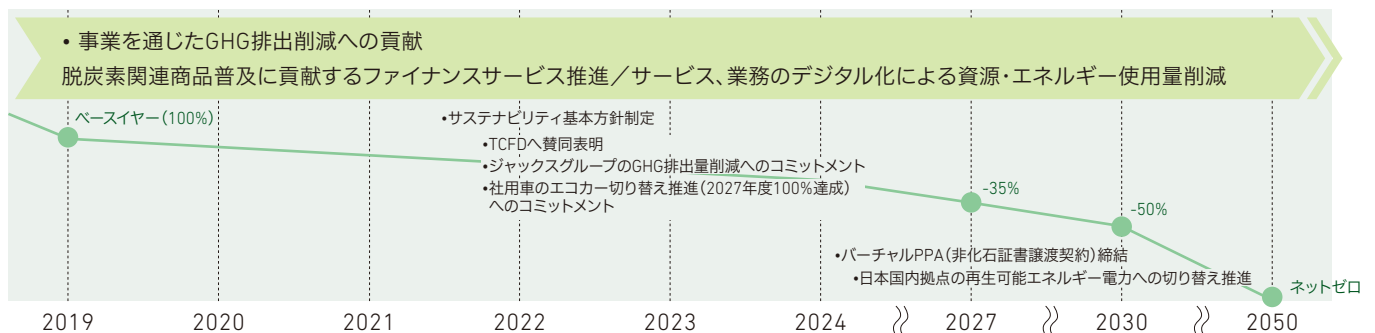 • 事業を通じたGHG排出削減への貢献
脱炭素関連商品普及に貢献するファイナンスサービス推進／サービス、業務のデジタル化による資源・エネルギー使用量削減
ベースイヤー（100%）
•サステナビリティ基本方針制定
•TCFDへ賛同表明
•ジャックスグループのGHG排出量削減へのコミットメント
•社用車のエコカー切り替え推進（2027年度100%達成）
へのコミットメント
-35%
-50%
•バーチャルPPA（非化石証書譲渡契約）締結
•日本国内拠点の再生可能エネルギー電力への切り替え推進
ネットゼロ
2019 2020 2021 2022 2023 2024 2027 2030 2050